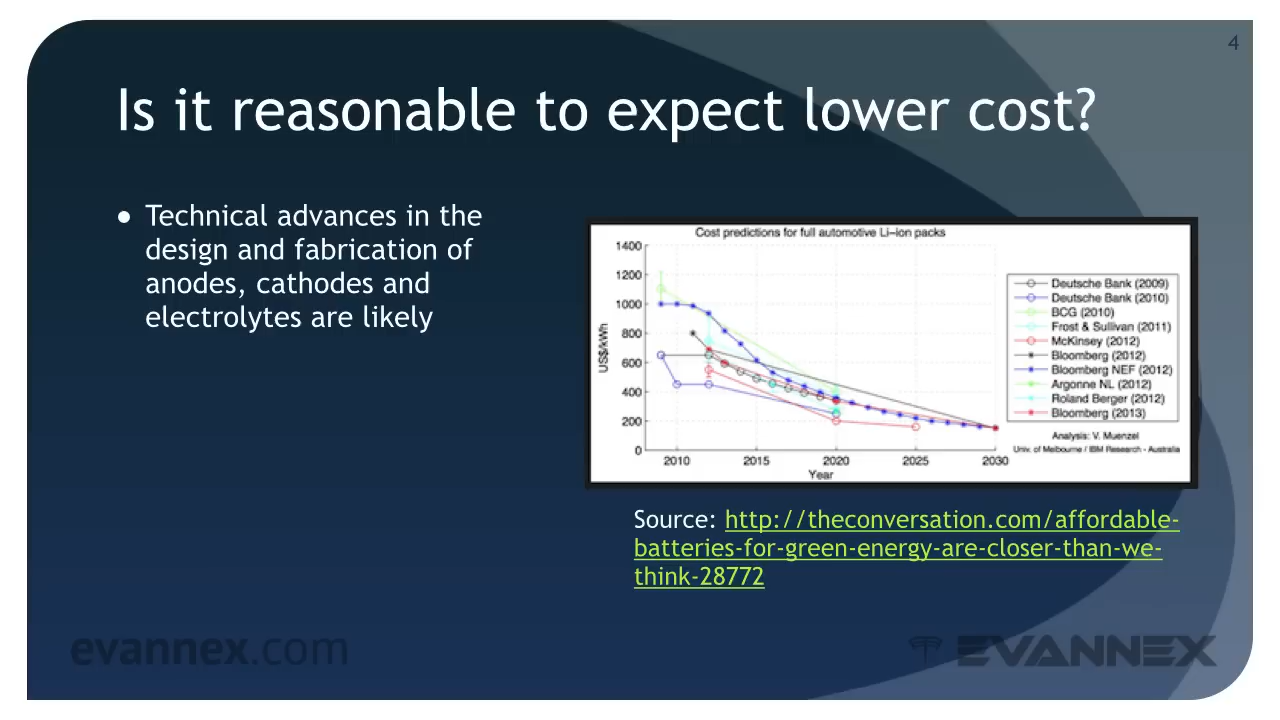 4
Is it reasonable to expect lower cost?
● Technical advances in the
design and fabrication of
anodes, cathodes and
electrolytes are likely
Cost predictions for full automotive Li–ion packs
1400
1200
1000
800
600
400
200
0
US$/kWh
2010 2015 2020 2025 2030
Year
Deutsche Bank (2009)
Deutsche Bank (2010)
BCG (2010)
Frost & Sullivan (2011)
McKinsey (2012)
Bloomberg (2012)
Bloomberg NEF (2012)
Argonne NL (2012)
Roland Berger (2012)
Bloomberg (2013)
Analysis: V. Muenzel
Univ. of Melbourne / IBM Research - Australia
Source: http://theconversation.com/affordable-
batteries-for-green-energy-are-closer-than-we-
think-28772
evannex.com
EVANNEX